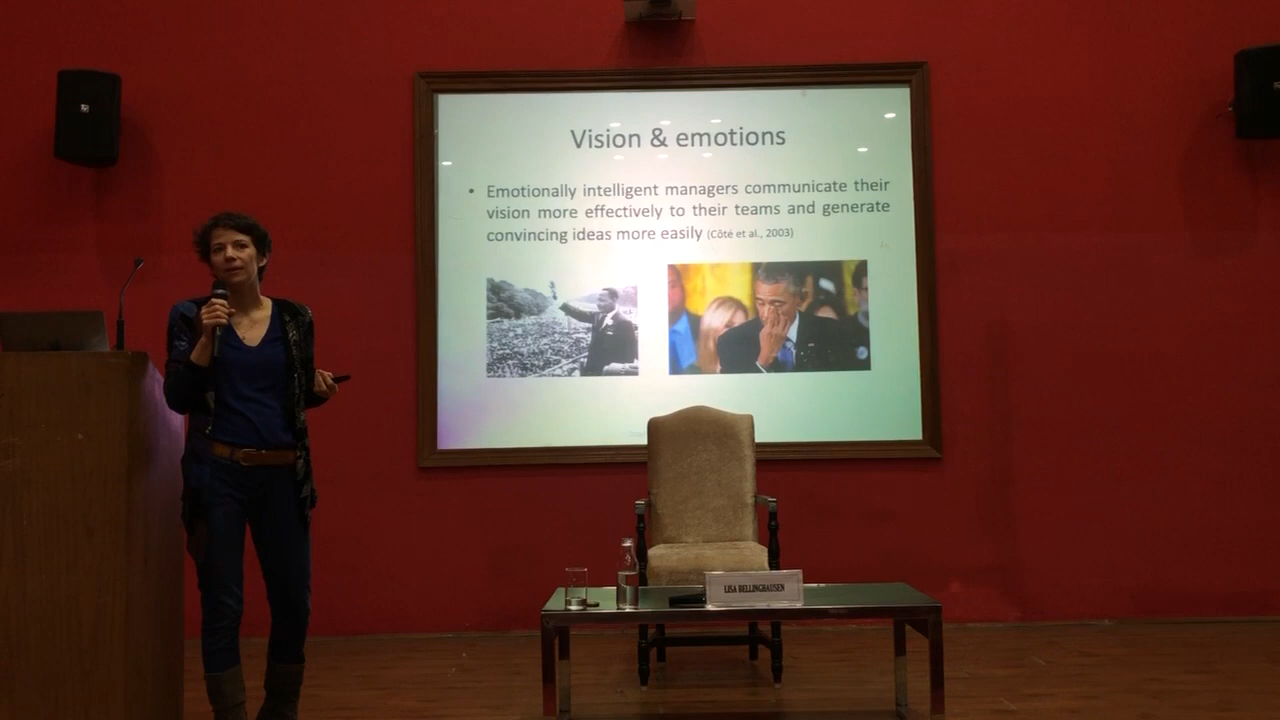 Vision & emotions
• Emotionally intelligent managers communicate their
vision more effectively to their teams and generate
convincing ideas more easily (Côté et al., 2003)
LISA BELLINGHAUSEN